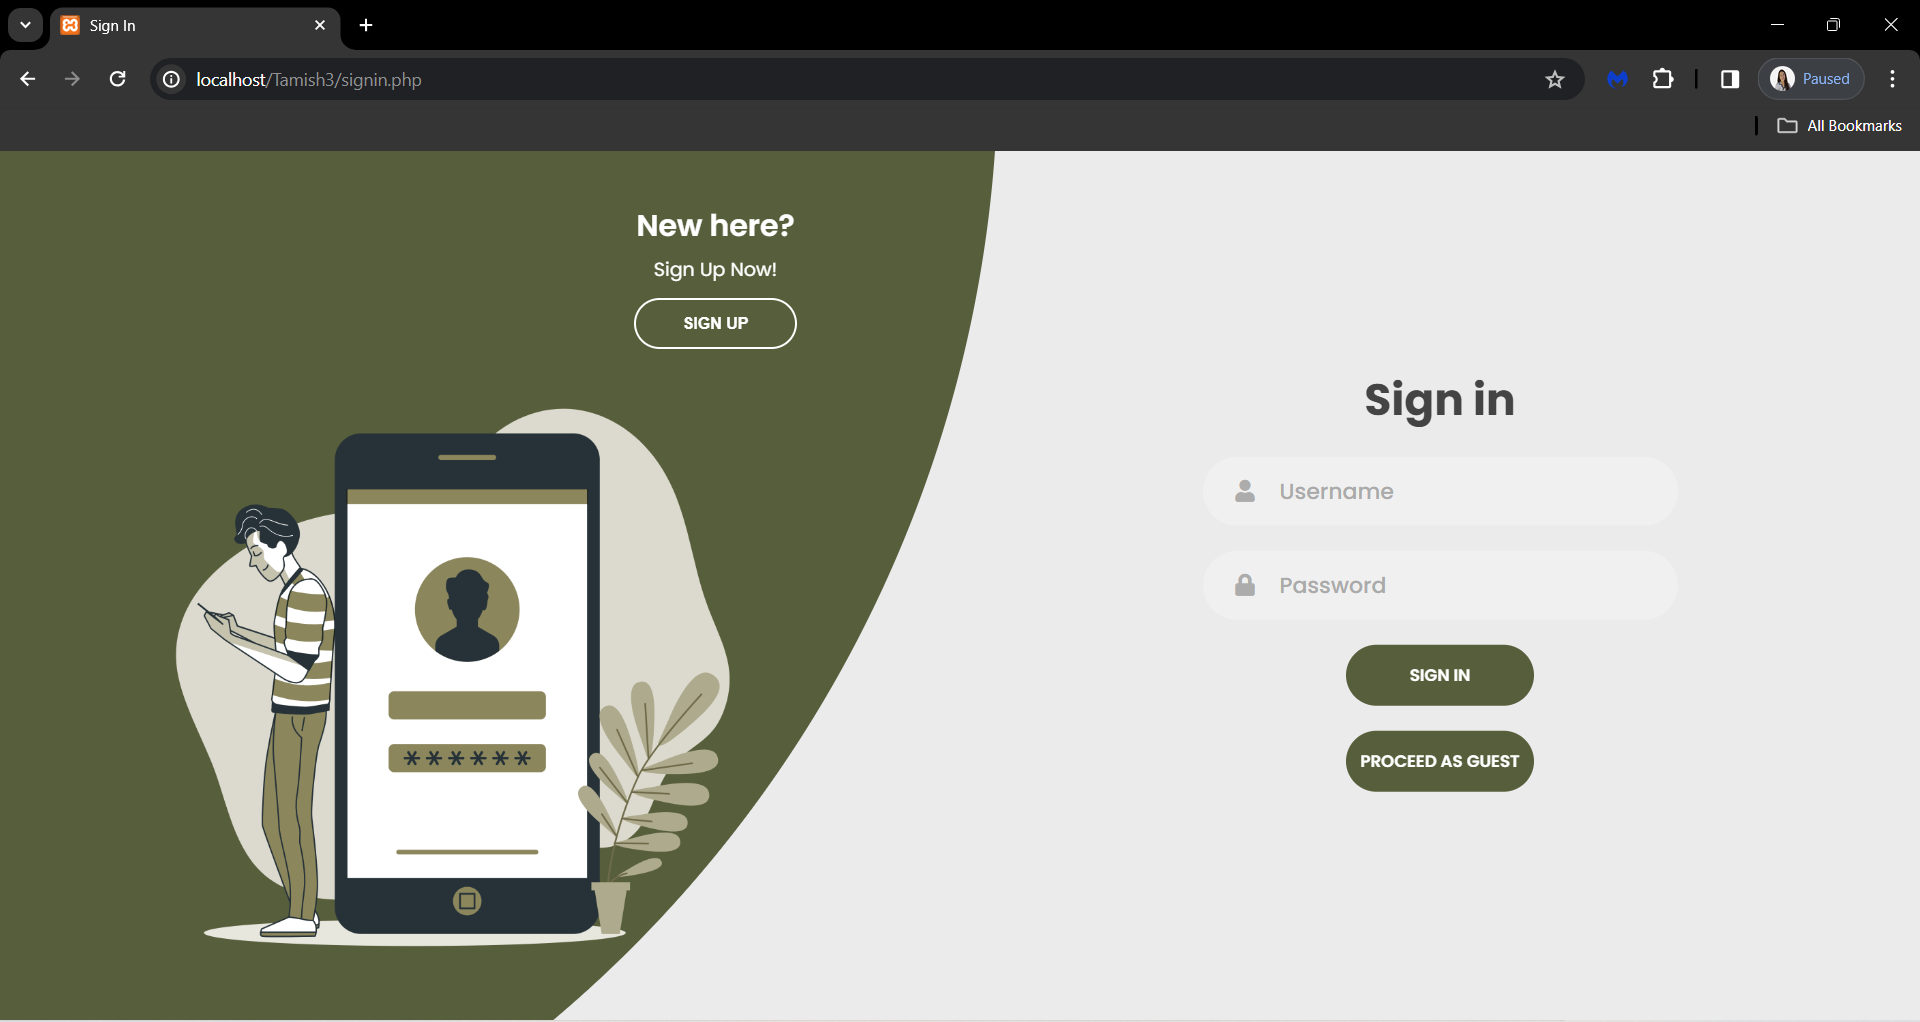 Sign In
localhost/Tamish3/signin.php
Paused
All Bookmarks
New here?
Sign Up Now!
SIGN UP
******
Sign in
Username
Password
SIGN IN
PROCEED AS GUEST